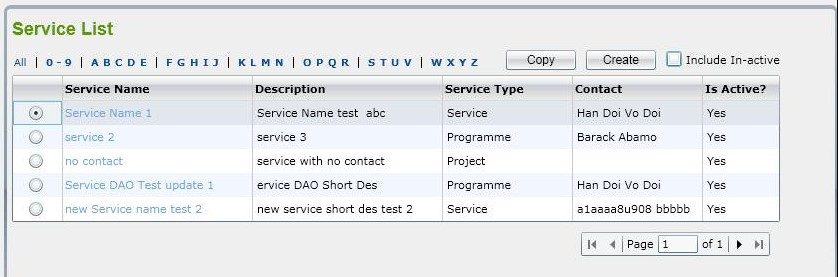 Service List
All | 0 - 9 | A B C D E | F G H I J | K L M N | O P Q R | S T U V | W X Y Z Copy Create Include In-active
Service Name Description Service Type Contact Is Active?
Service Name 1 Service Name test abc Service Han Doi Vo Doi Yes
service 2 service 3 Programme Barack Abamo Yes
no contact service with no contact Project Yes
Service DAO Test update 1 ervice DAO Short Des Programme Han Doi Vo Doi Yes
new Service name test 2 new service short des test 2 Service a1aaaa8u908 bbbbb Yes
Page 1 of 1